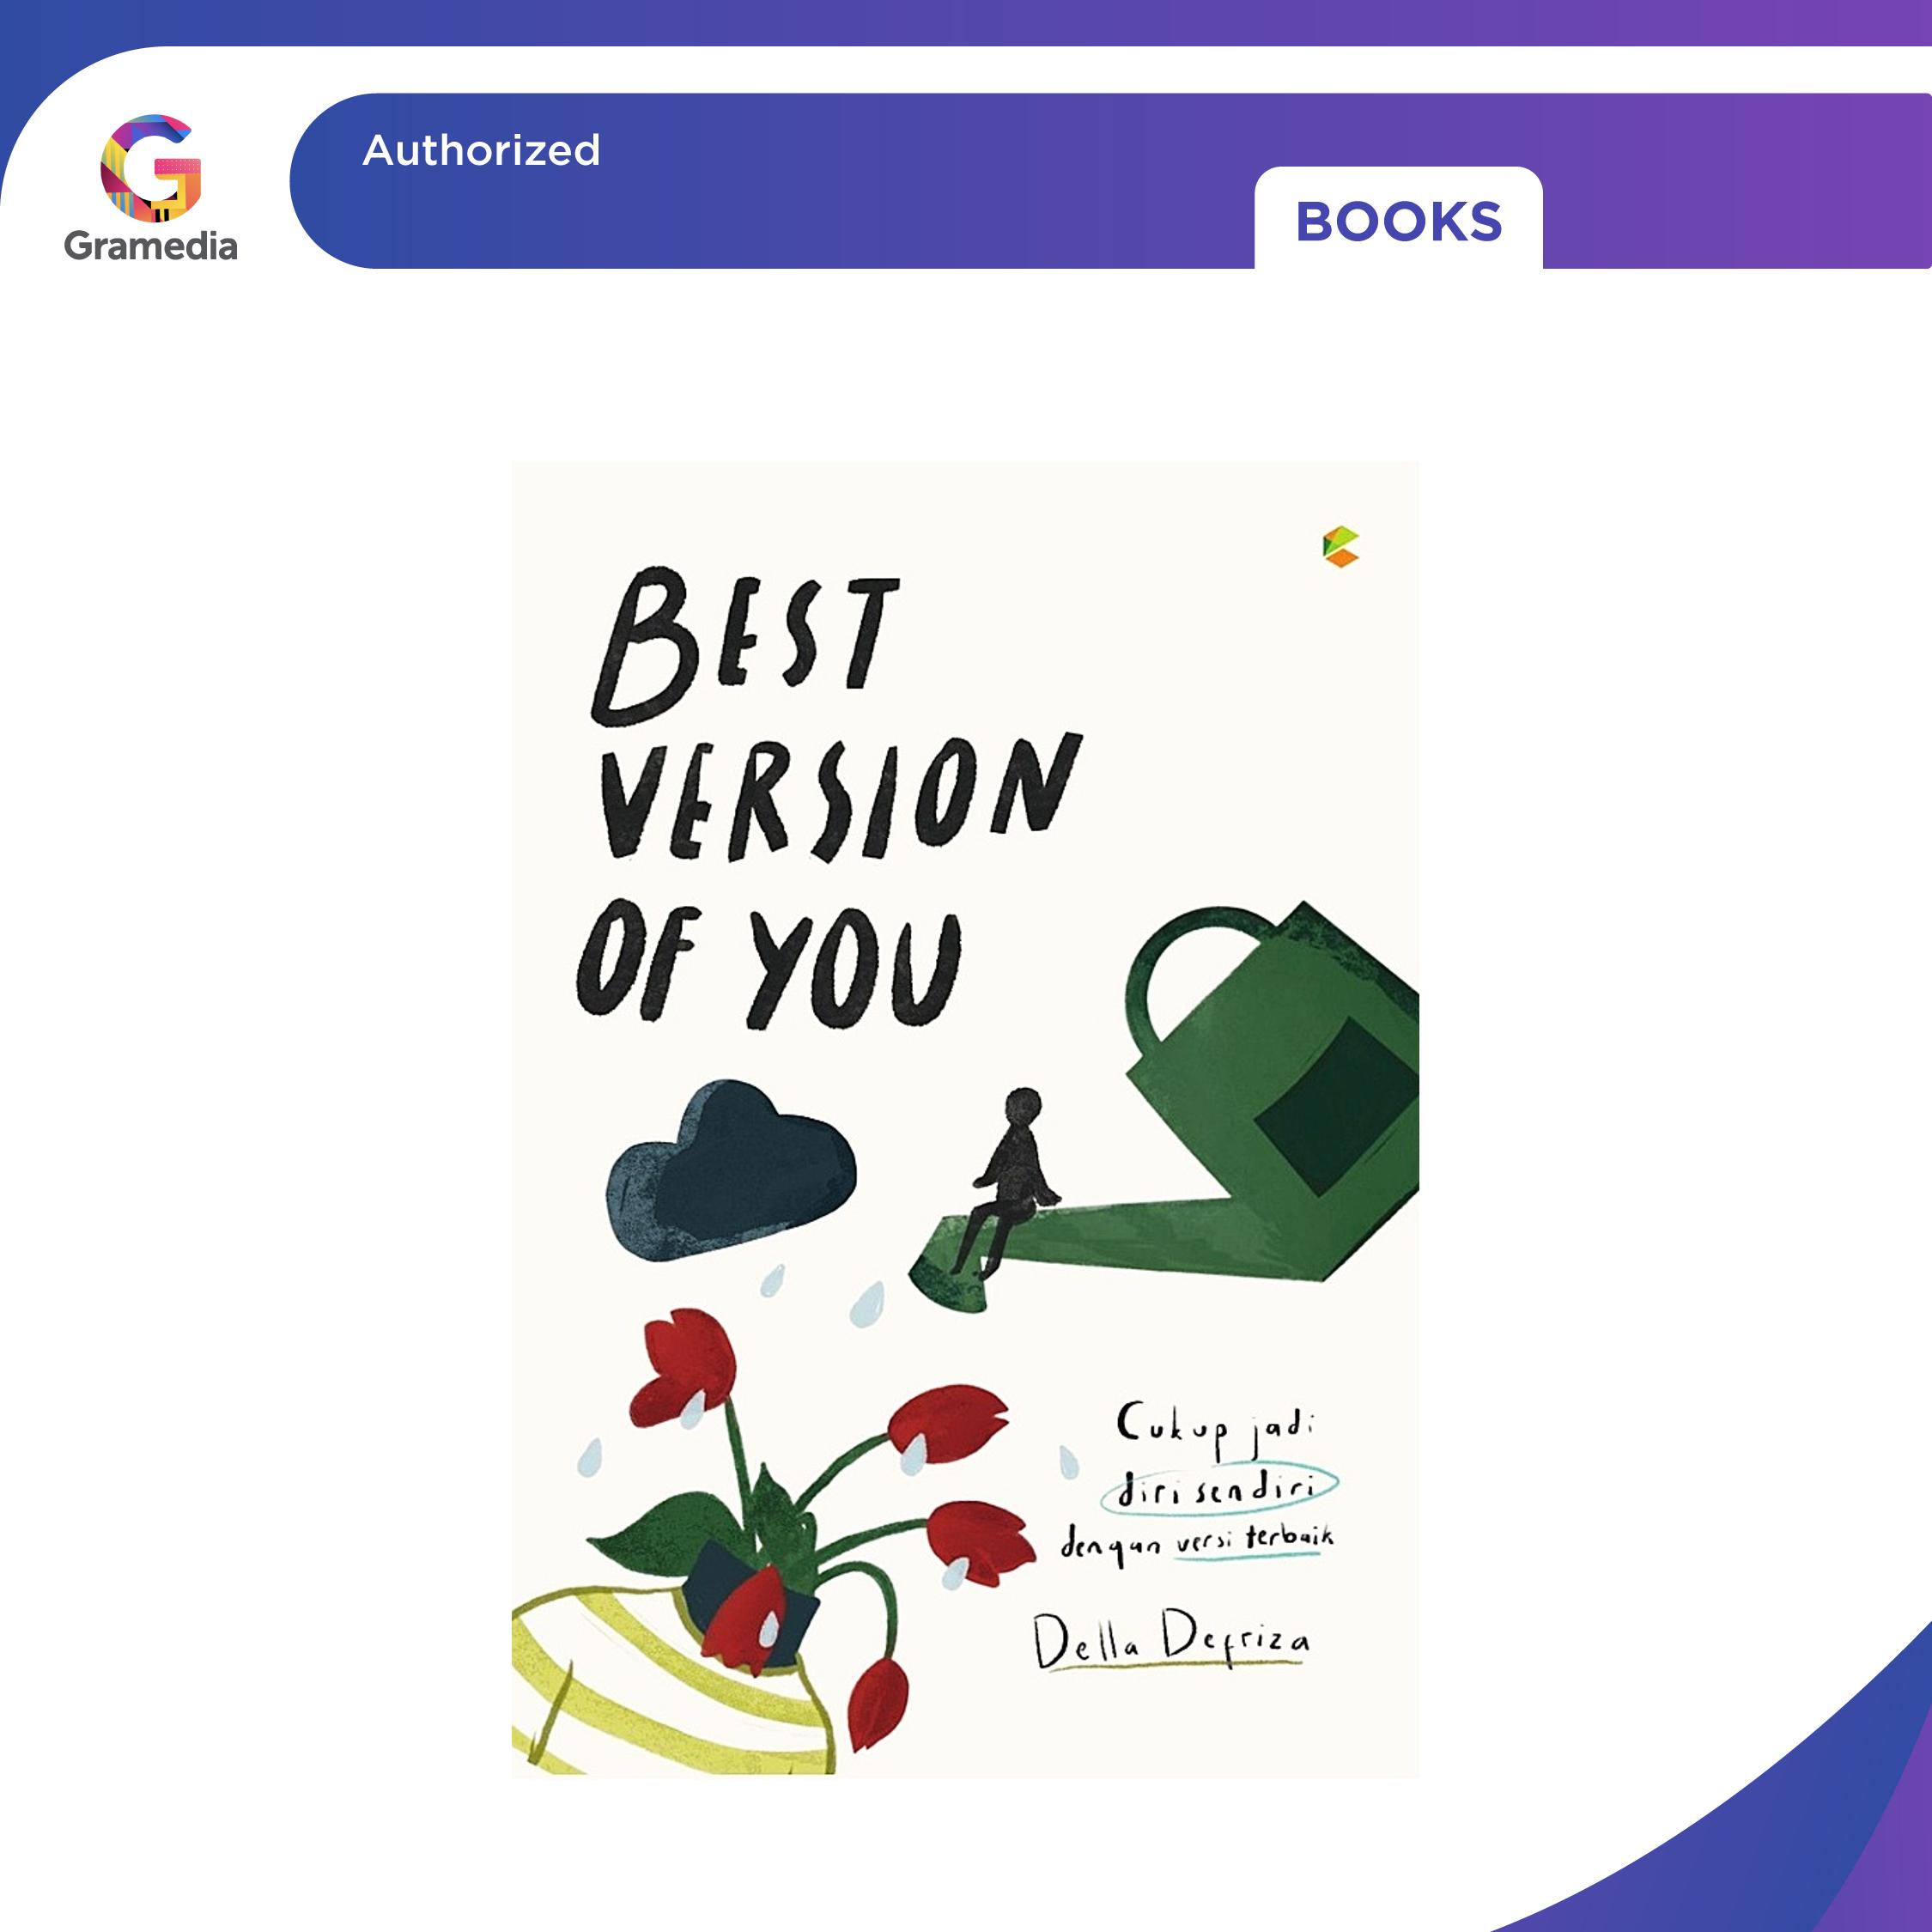 Gramedia
Authorized
BOOKS
BEST
VERSION
OF YOU
Cukup jadi
diri sendiri
dengan versi terbaik
Della Defriza